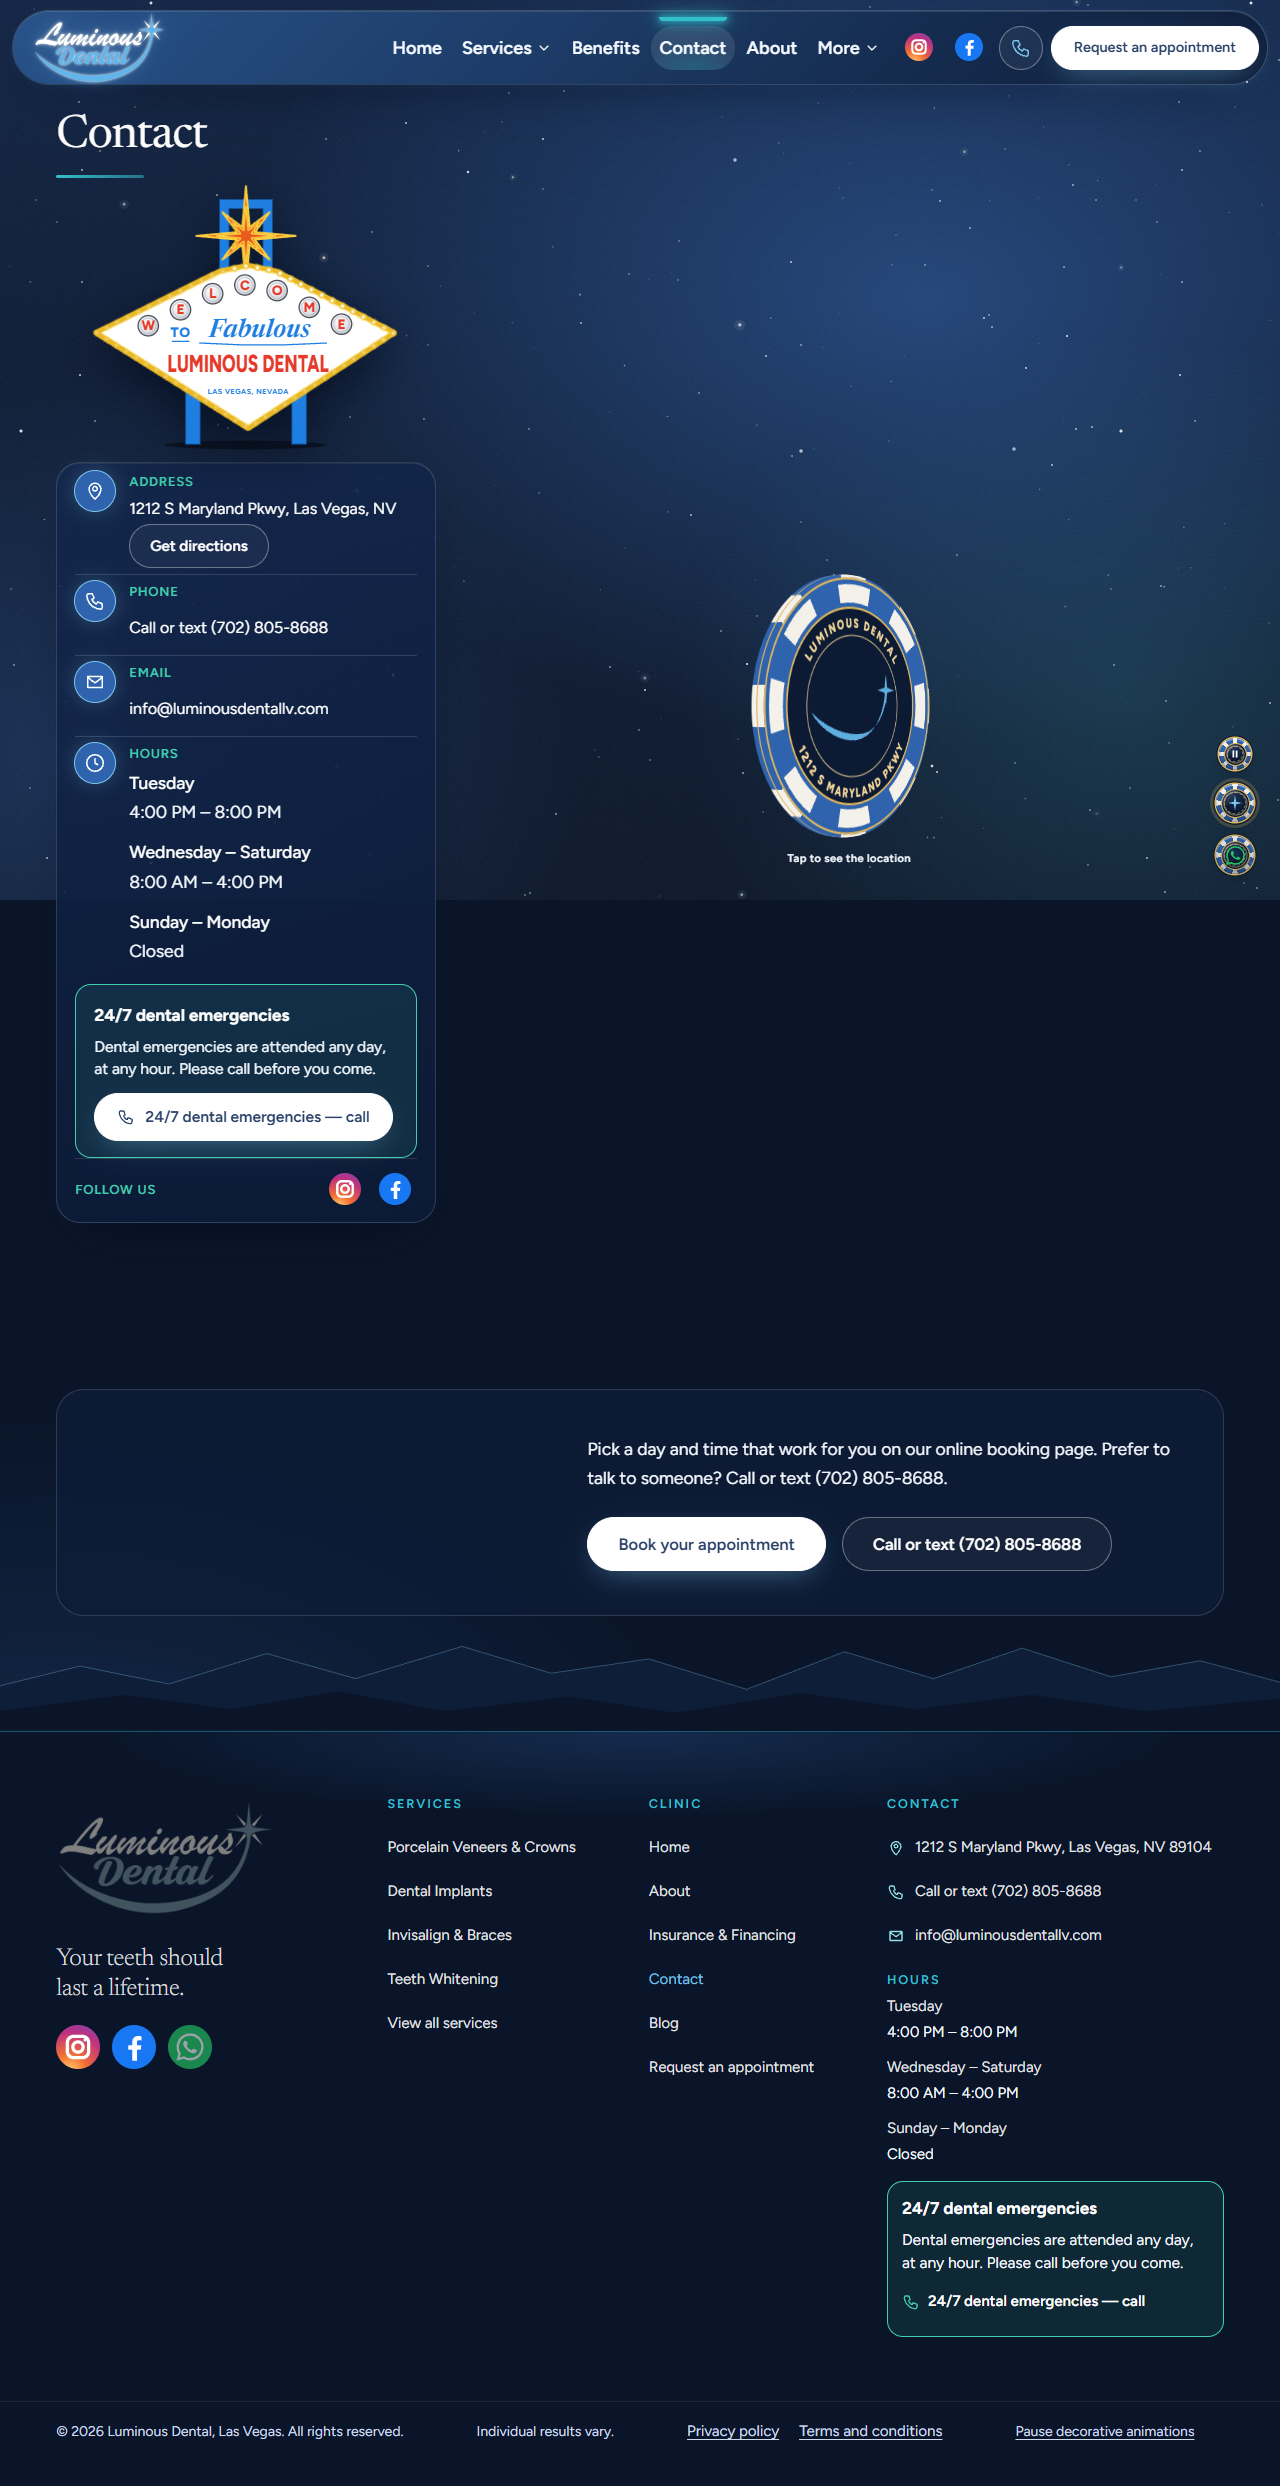 Luminous
Dental
Home
Services
Benefits
Contact
About
More
Request an appointment
Contact
WELCOME
TO Fabulous
LUMINOUS DENTAL
LAS VEGAS, NEVADA
ADDRESS
1212 S Maryland Pkwy, Las Vegas, NV
Get directions
PHONE
Call or text (702) 805-8688
EMAIL
info@luminousdentallv.com
HOURS
Tuesday
4:00 PM – 8:00 PM
Wednesday – Saturday
8:00 AM – 4:00 PM
Sunday – Monday
Closed
24/7 dental emergencies
Dental emergencies are attended any day,
at any hour. Please call before you come.
24/7 dental emergencies — call
FOLLOW US
LUMINOUS DENTAL
1212 S MARYLAND PKWY
Tap to see the location
Pick a day and time that work for you on our online booking page. Prefer to
talk to someone? Call or text (702) 805-8688.
Book your appointment
Call or text (702) 805-8688
Luminous
Dental
Your teeth should
last a lifetime.
SERVICES
Porcelain Veneers & Crowns
Dental Implants
Invisalign & Braces
Teeth Whitening
View all services
CLINIC
Home
About
Insurance & Financing
Contact
Blog
Request an appointment
CONTACT
1212 S Maryland Pkwy, Las Vegas, NV 89104
Call or text (702) 805-8688
info@luminousdentallv.com
HOURS
Tuesday
4:00 PM – 8:00 PM
Wednesday – Saturday
8:00 AM – 4:00 PM
Sunday – Monday
Closed
24/7 dental emergencies
Dental emergencies are attended any day,
at any hour. Please call before you come.
24/7 dental emergencies — call
© 2026 Luminous Dental, Las Vegas. All rights reserved.
Individual results vary.
Privacy policy
Terms and conditions
Pause decorative animations